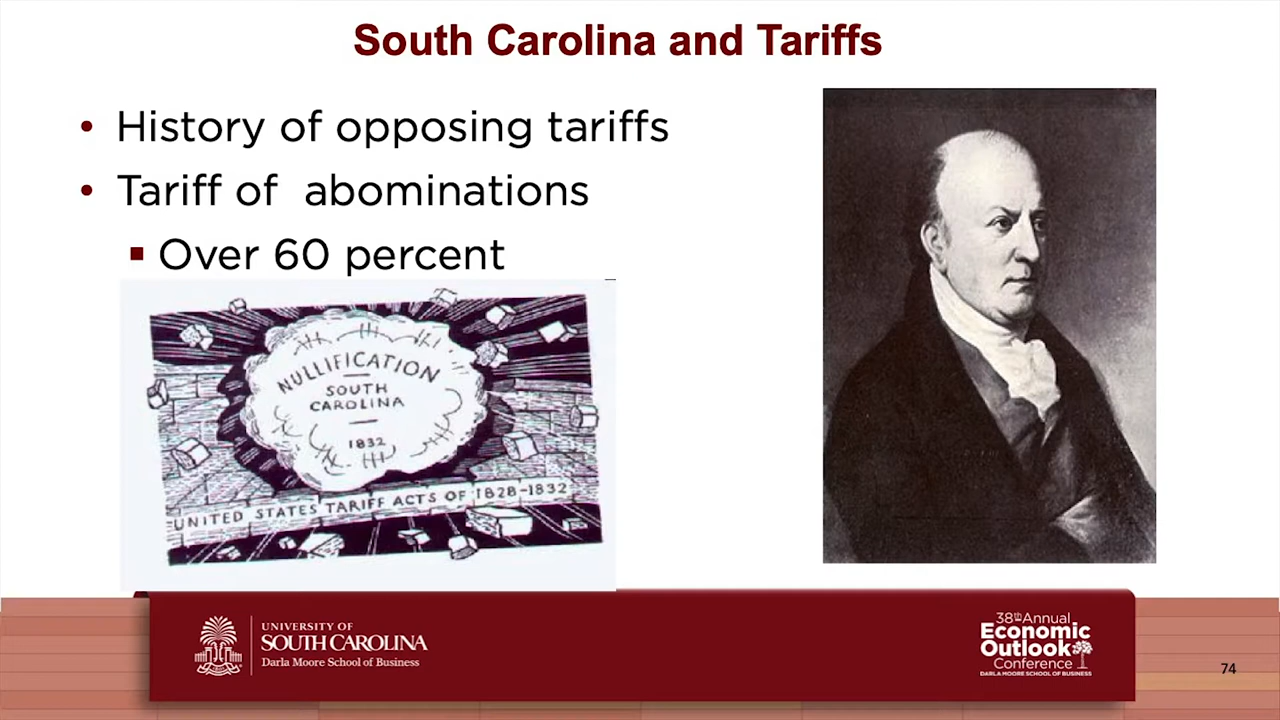 South Carolina and Tariffs
• History of opposing tariffs
• Tariff of abominations
▪ Over 60 percent
NULLIFICATION
SOUTH
CAROLINA
1832
UNITED STATES TARIFF ACTS OF 1828-1832
UNIVERSITY OF
SOUTH CAROLINA
Darla Moore School of Business
38th Annual
Economic
Outlook
Conference
DARLA MOORE SCHOOL OF BUSINESS
74